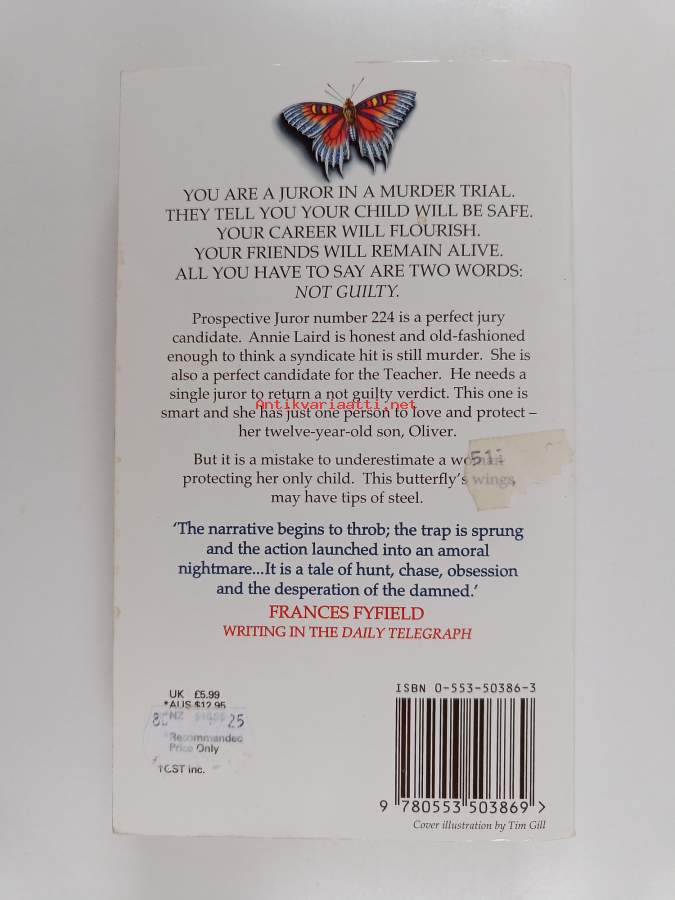 YOU ARE A JUROR IN A MURDER TRIAL.
THEY TELL YOU YOUR CHILD WILL BE SAFE.
YOUR CAREER WILL FLOURISH.
YOUR FRIENDS WILL REMAIN ALIVE.
ALL YOU HAVE TO SAY ARE TWO WORDS:
NOT GUILTY.
Prospective Juror number 224 is a perfect jury
candidate. Annie Laird is honest and old-fashioned
enough to think a syndicate hit is still murder. She is
also a perfect candidate for the Teacher. He needs a
single juror to return a not guilty verdict. This one is
Antikvariaatti.net
smart and she has just one person to love and protect –
her twelve-year-old son, Oliver.
But it is a mistake to underestimate a
protecting her only child. This butterfly's wings
may have tips of steel.
'The narrative begins to throb; the trap is sprung
and the action launched into an amoral
nightmare...It is a tale of hunt, chase, obsession
and the desperation of the damned.'
FRANCES FYFIELD
WRITING IN THE DAILY TELEGRAPH
ISBN 0-553-50386-3
UK £5.99
*AUS $12.95
NZ
25
*Recommended
Price Only
TCST inc.
9 780553 503869 >
Cover illustration by Tim Gill